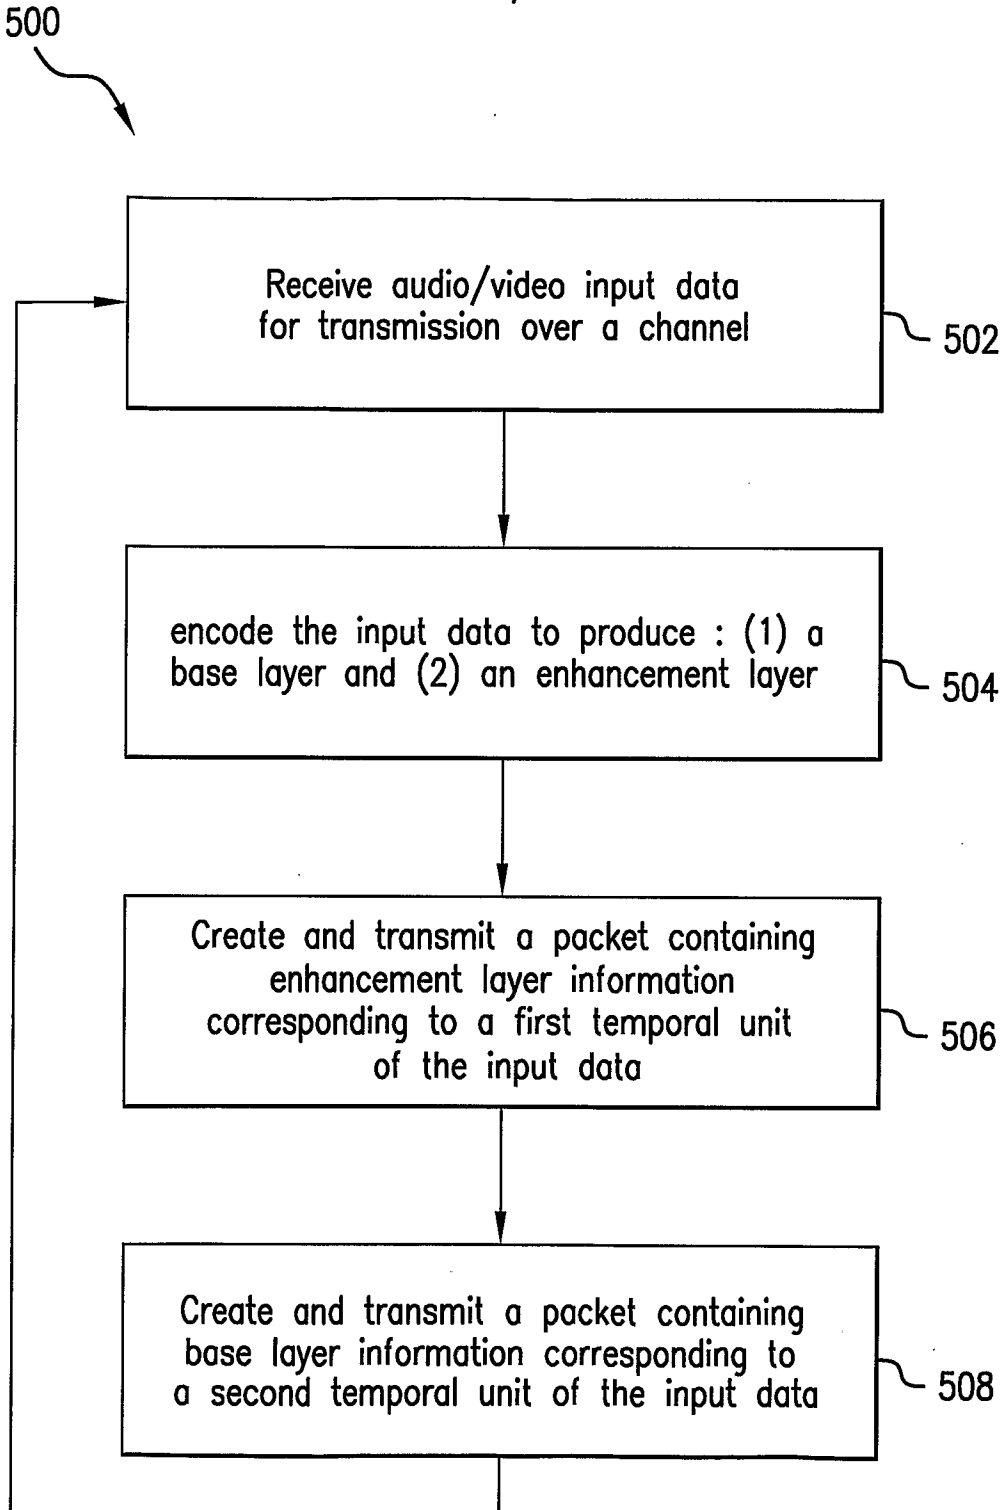 500
Receive audio/video input data
for transmission over a channel
502
encode the input data to produce : (1) a
base layer and (2) an enhancement layer
504
Create and transmit a packet containing
enhancement layer information
corresponding to a first temporal unit
of the input data
506
Create and transmit a packet containing
base layer information corresponding to
a second temporal unit of the input data
508